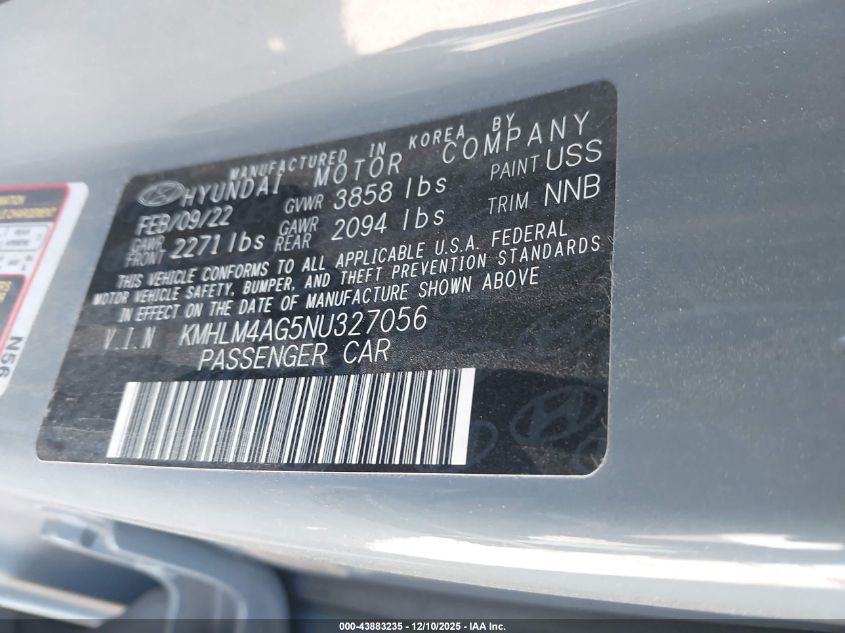 MANUFACTURED IN KOREA BY
HYUNDAI MOTOR COMPANY
FEB/09/22 GVWR 3858 lbs PAINT USS
GAWR FRONT 2271 lbs GAWR REAR 2094 lbs TRIM NNB
THIS VEHICLE CONFORMS TO ALL APPLICABLE U.S.A. FEDERAL
MOTOR VEHICLE SAFETY, BUMPER, AND THEFT PREVENTION STANDARDS
IN EFFECT ON THE DATE OF MANUFACTURE SHOWN ABOVE
V.I.N KMHLM4AG5NU327056
PASSENGER CAR
N56
000-43883235 - 12/10/2025 - IAA Inc.